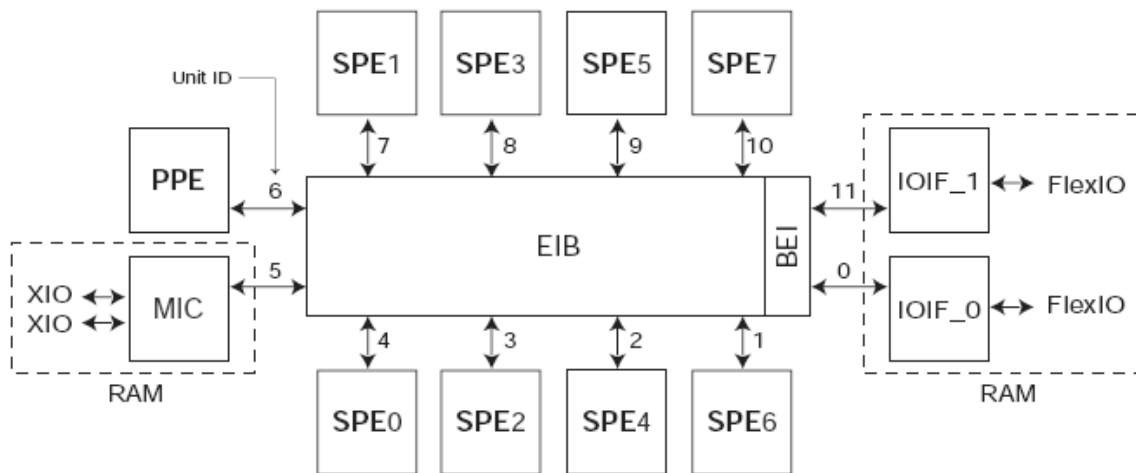 SPE1 SPE3 SPE5 SPE7
Unit ID
7 8 9 10
PPE 6 11 IOIF_1 FlexIO
EIB BEI
XIO MIC 5 0 IOIF_0 FlexIO
XIO
4 3 2 1
RAM RAM
SPE0 SPE2 SPE4 SPE6